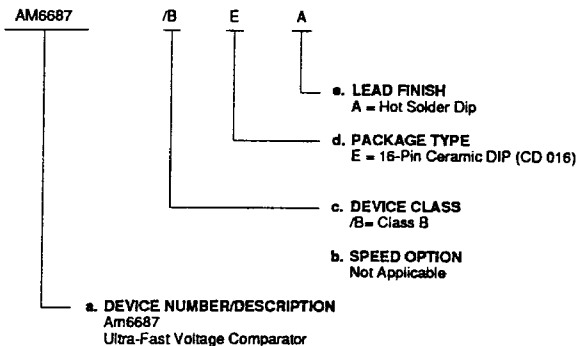 AM6687 /B E A
e. LEAD FINISH
A = Hot Solder Dip
d. PACKAGE TYPE
E = 16-Pin Ceramic DIP (CD 016)
c. DEVICE CLASS
/B= Class B
b. SPEED OPTION
Not Applicable
a. DEVICE NUMBER/DESCRIPTION
Am6687
Ultra-Fast Voltage Comparator